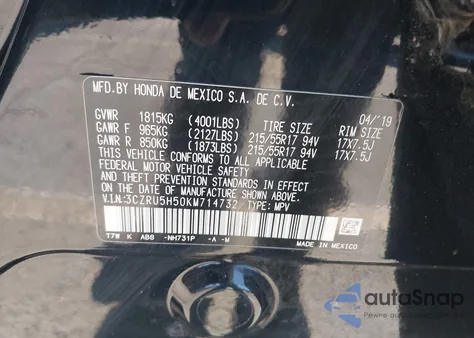 MFD.BY HONDA DE MEXICO S.A. DE C.V.
04/'19
GVWR 1815KG (4001LBS) TIRE SIZE RIM SIZE
GAWR F 965KG (2127LBS) 215/55R17 94V 17X7.5J
GAWR R 850KG (1873LBS) 215/55R17 94V 17X7.5J
THIS VEHICLE CONFORMS TO ALL APPLICABLE
FEDERAL MOTOR VEHICLE SAFETY AND THEFT
PREVENTION STANDARDS IN EFFECT ON THE
DATE OF MANUFACTURE SHOWN ABOVE.
V.I.N:3CZRU5H50KM714732 TYPE: MPV
T7W K ABB -NH731P -A -M MADE IN MEXICO
autoSnap